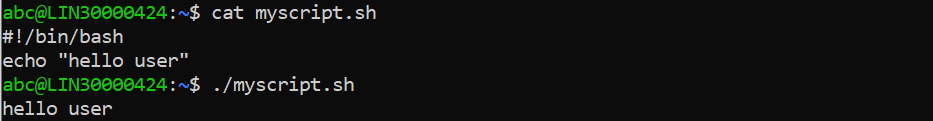 abc@LIN30000424:~$ cat myscript.sh
#!/bin/bash
echo "hello user"
abc@LIN30000424:~$ ./myscript.sh
hello user